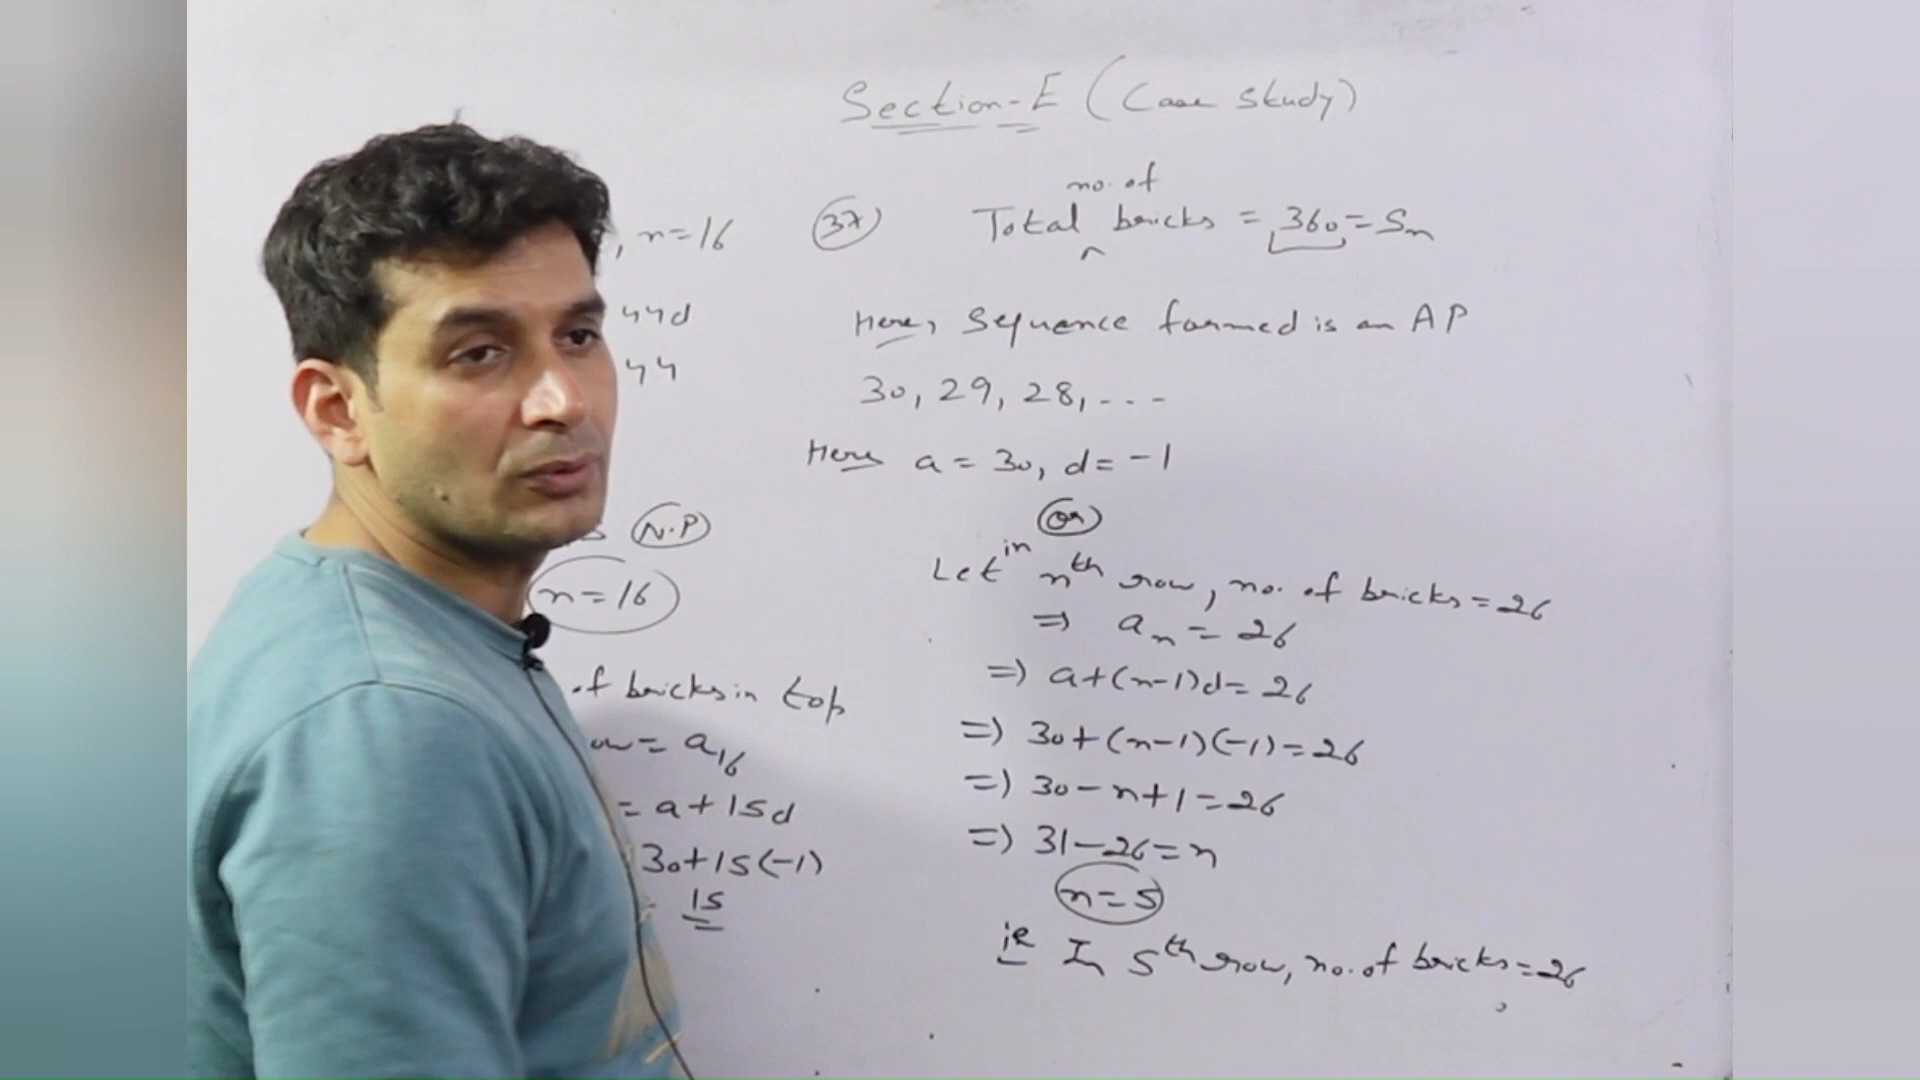 Section-E (Case study)
, n=16
44d
44
N.P
n=16
of bricks in top
= a₁₆
= a+15d
30+15(-1)
15
37 Total no. of bricks = 360 = Sₙ
Here, Sequence formed is an AP
30, 29, 28, ...
Here a = 30, d = -1
or
Let in nᵗʰ row, no. of bricks = 26
⇒ aₙ = 26
⇒ a+(n-1)d = 26
⇒ 30+(n-1)(-1) = 26
⇒ 30-n+1 = 26
⇒ 31-26 = n
n=5
ie In 5ᵗʰ row, no. of bricks = 26